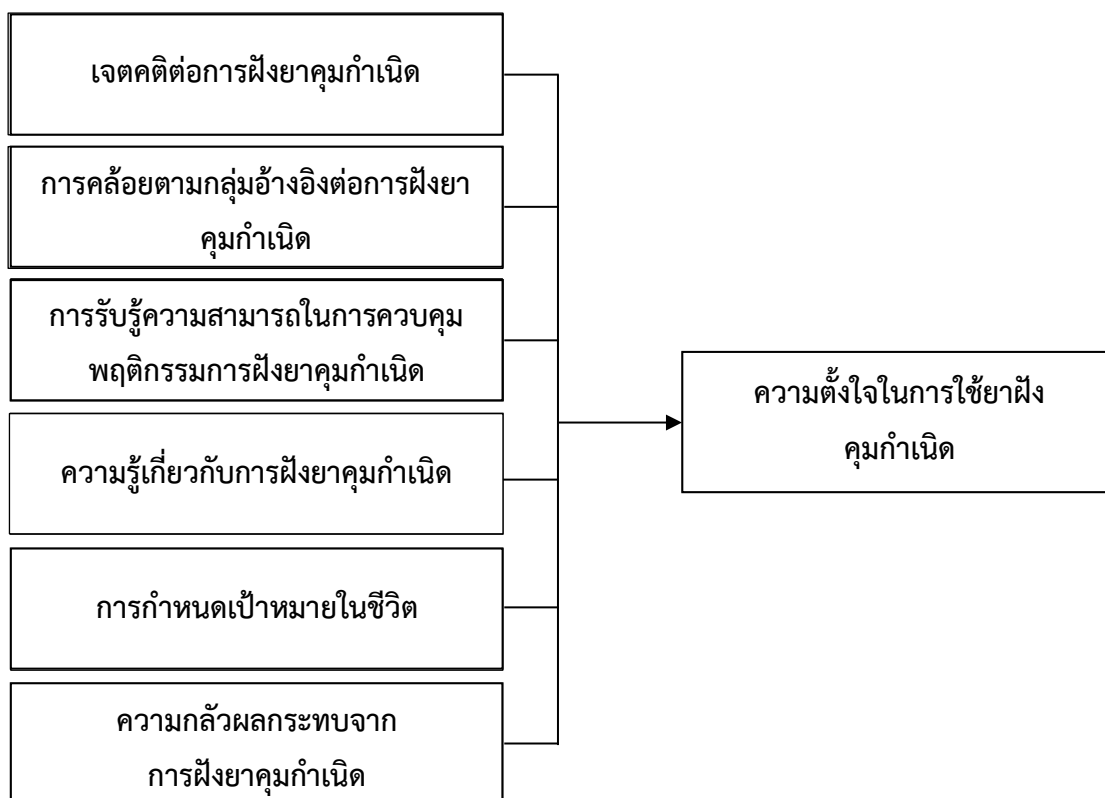 เจตคติต่อการฝังยาคุมกำเนิด
การคล้อยตามกลุ่มอ้างอิงต่อการฝังยา
คุมกำเนิด
การรับรู้ความสามารถในการควบคุม
พฤติกรรมการฝังยาคุมกำเนิด
ความรู้เกี่ยวกับการฝังยาคุมกำเนิด
การกำหนดเป้าหมายในชีวิต
ความกลัวผลกระทบจาก
การฝังยาคุมกำเนิด
ความตั้งใจในการใช้ยาฝัง
คุมกำเนิด